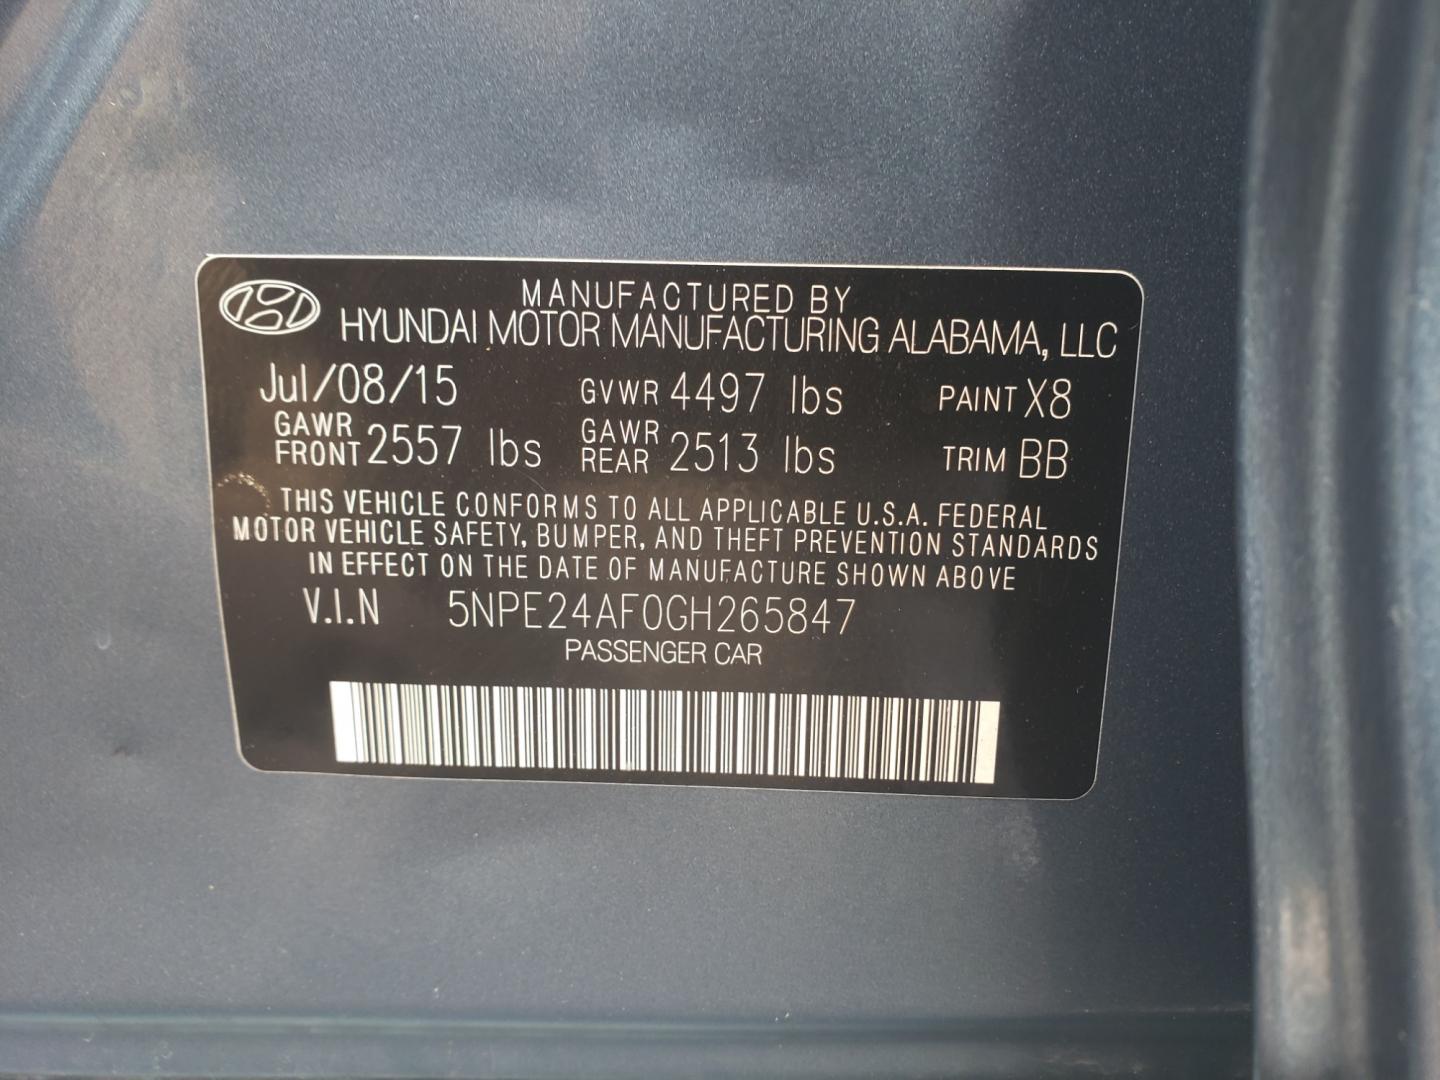 MANUFACTURED BY
HYUNDAI MOTOR MANUFACTURING ALABAMA, LLC
Jul/08/15 GVWR 4497 lbs PAINT X8
GAWR FRONT 2557 lbs GAWR REAR 2513 lbs TRIM BB
THIS VEHICLE CONFORMS TO ALL APPLICABLE U.S.A. FEDERAL
MOTOR VEHICLE SAFETY, BUMPER, AND THEFT PREVENTION STANDARDS
IN EFFECT ON THE DATE OF MANUFACTURE SHOWN ABOVE
V.I.N 5NPE24AF0GH265847
PASSENGER CAR